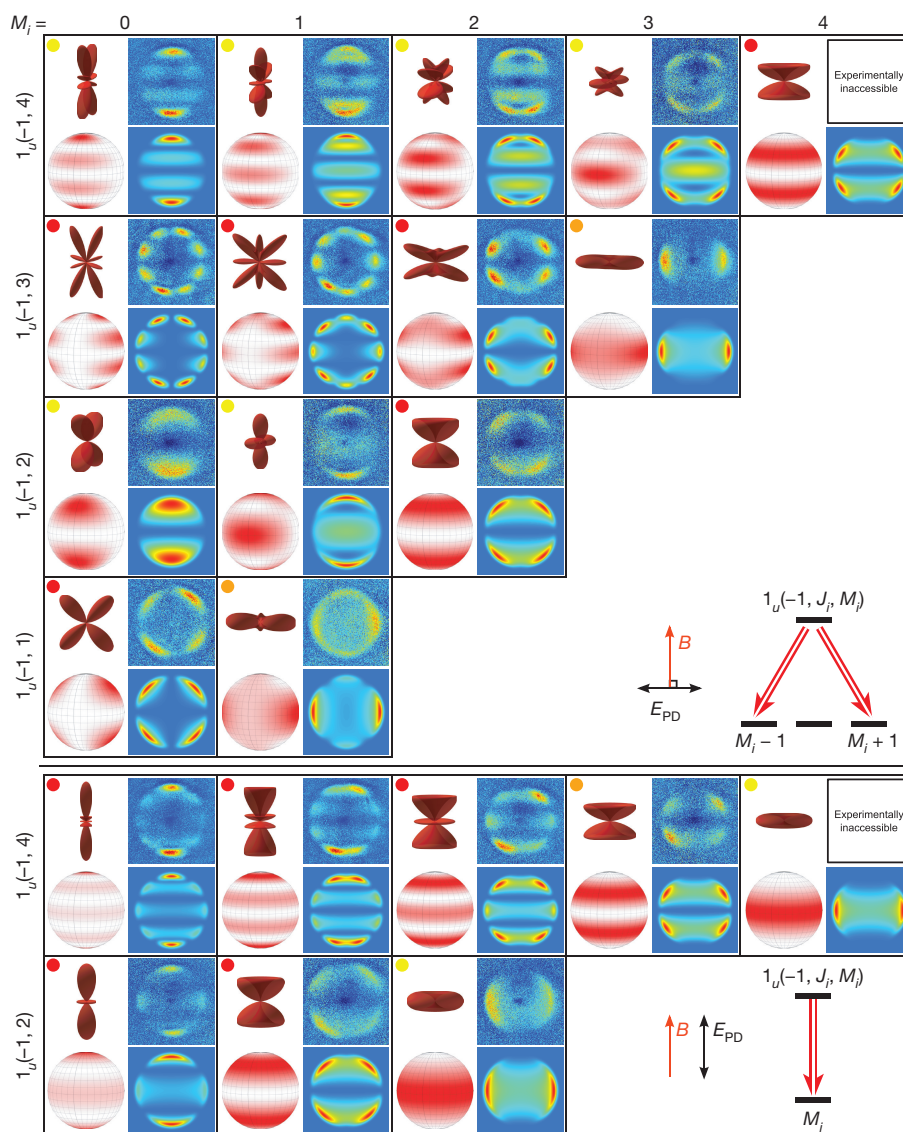 M_i = 0 1 2 3 4
1_u(−1, 4)
Experimentally
inaccessible
1_u(−1, 3)
1_u(−1, 2)
1_u(−1, 1)
B
E_PD
1_u(−1, J_i, M_i)
M_i − 1 M_i + 1
1_u(−1, 4)
Experimentally
inaccessible
1_u(−1, 2)
B
E_PD
1_u(−1, J_i, M_i)
M_i